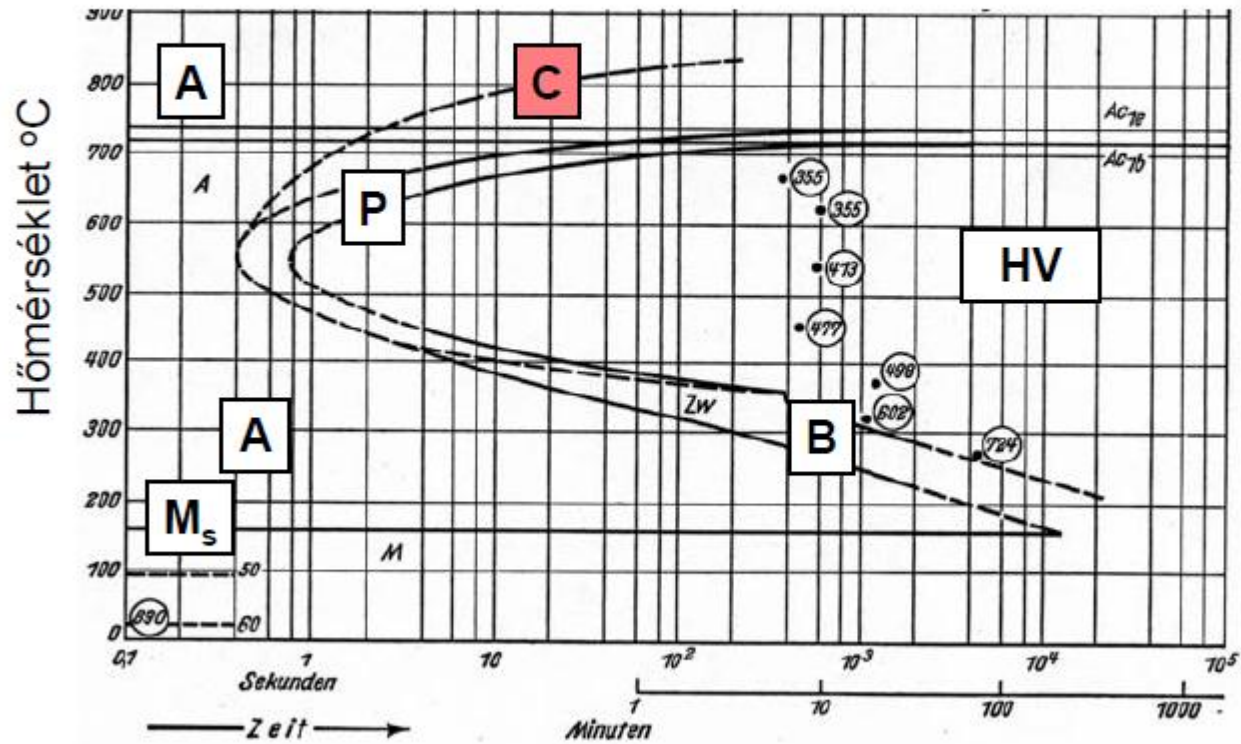 Hőmérséklet ºC
900
800
700
600
500
400
300
200
100
0
A
C
Ac1e
Ac1b
A
P
355
355
HV
473
477
498
Zw
602
A
B
724
Ms
M
50
890
60
0,1
1
10
10²
10³
10⁴
10⁵
Sekunden
1
10
100
1000
Zeit
Minuten